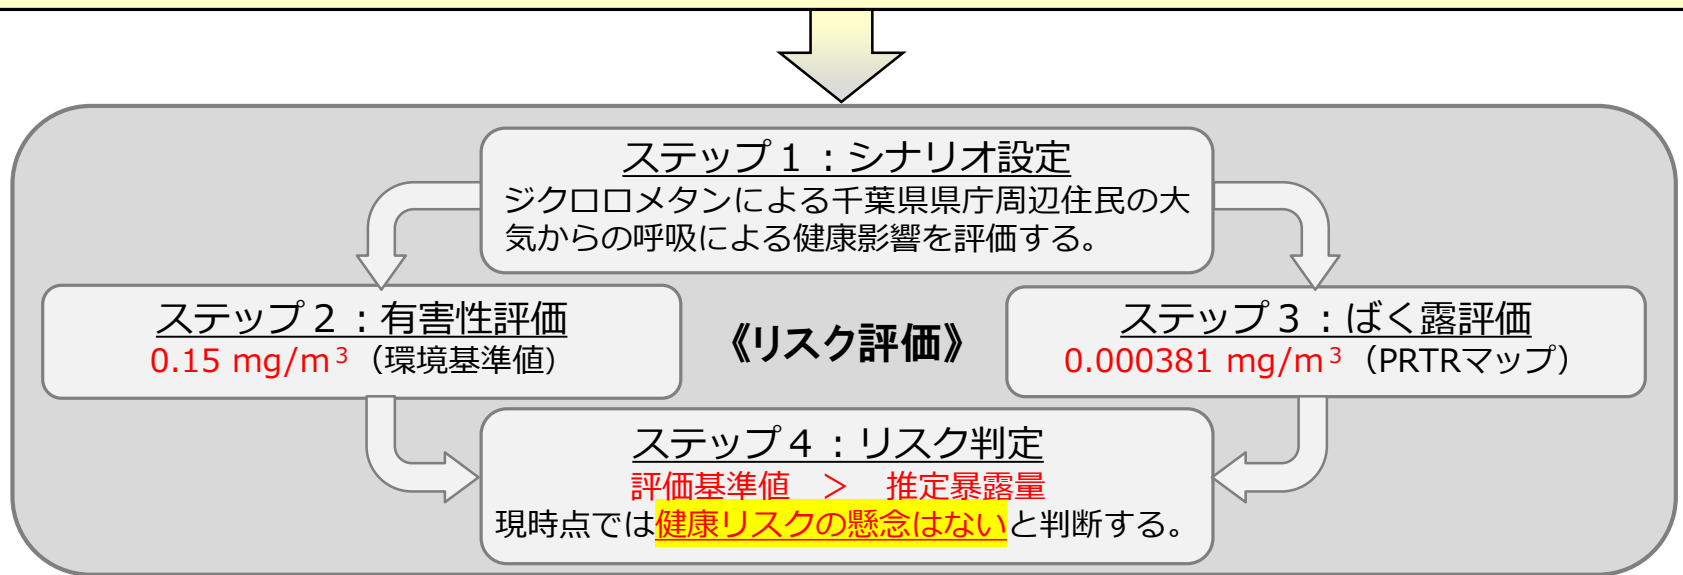 ステップ１：シナリオ設定
ジクロロメタンによる千葉県県庁周辺住民の大
気からの呼吸による健康影響を評価する。
ステップ２：有害性評価
0.15 mg/m³（環境基準値）
《リスク評価》
ステップ３：ばく露評価
0.000381 mg/m³（PRTRマップ）
ステップ４：リスク判定
評価基準値　＞　推定暴露量
現時点では健康リスクの懸念はないと判断する。